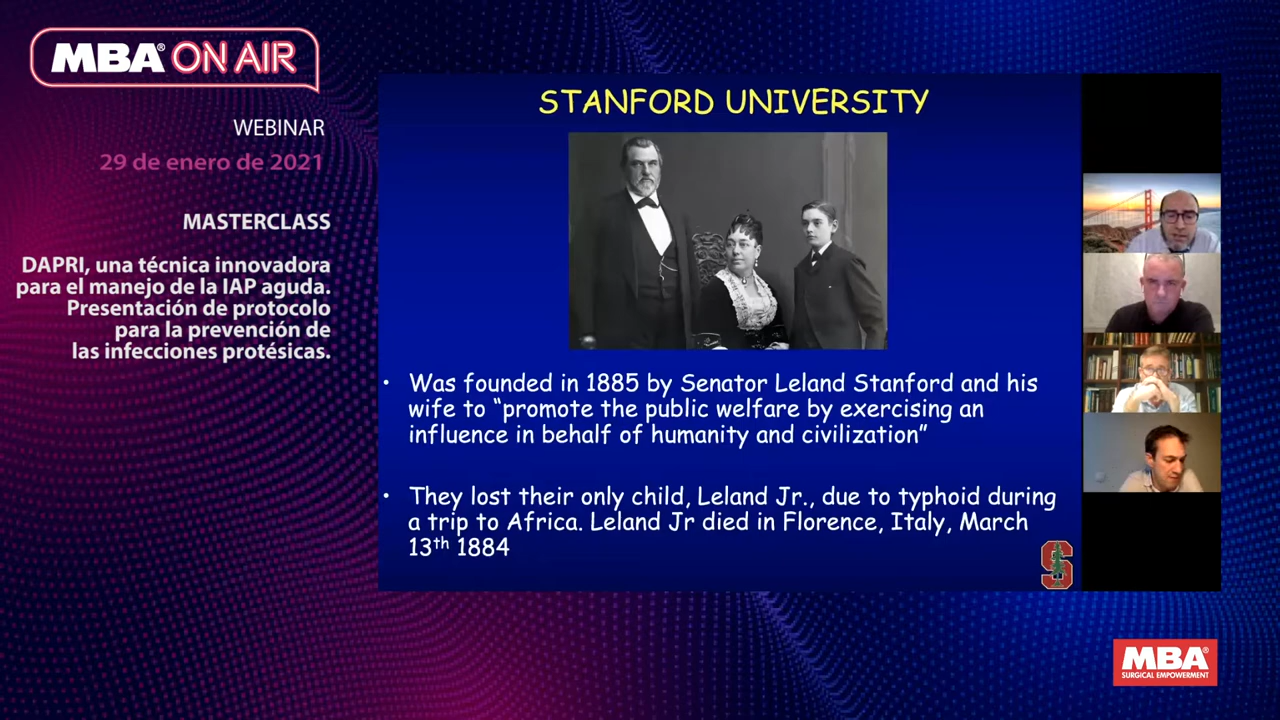 MBA® ON AIR
WEBINAR
29 de enero de 2021
MASTERCLASS
DAPRI, una técnica innovadora
para el manejo de la IAP aguda.
Presentación de protocolo
para la prevención de
las infecciones protésicas.
STANFORD UNIVERSITY
• Was founded in 1885 by Senator Leland Stanford and his
wife to “promote the public welfare by exercising an
influence in behalf of humanity and civilization”
• They lost their only child, Leland Jr., due to typhoid during
a trip to Africa. Leland Jr died in Florence, Italy, March
13th 1884
S
MBA®
SURGICAL EMPOWERMENT